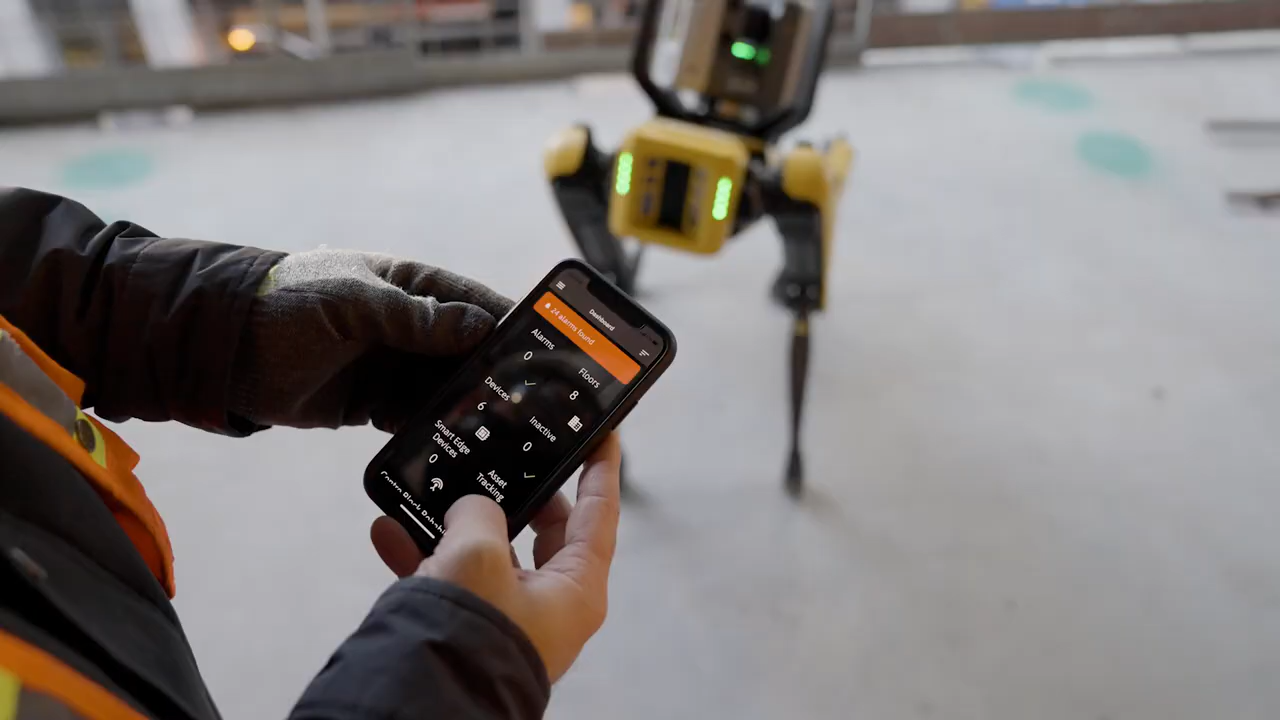 Dashboard
24 alarms found
Alarms
0
Floors
8
Devices
6
Inactive
0
Smart Edge
Devices
0
Asset
Tracking